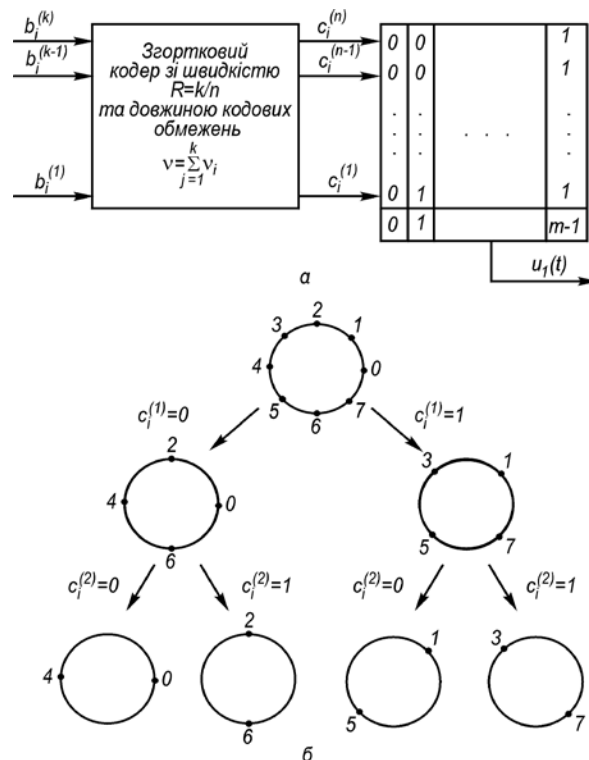 b_i^(k)
b_i^(k-1)
b_i^(1)
Згортковий
кодер зі швидкістю
R=k/n
та довжиною кодових
обмежень
ν=∑ν_i
k
j=1
c_i^(n)
c_i^(n-1)
c_i^(1)
0 0 1
0 0 1
. . .
. . . . . .
. . .
0 1 1
0 1 m-1
u_1(t)
а
2
3 1
4 0
5 7
6
c_i^(1)=0 c_i^(1)=1
2
4 0
6
3 1
5 7
c_i^(2)=0 c_i^(2)=1 c_i^(2)=0 c_i^(2)=1
4 0
2
6
1
5
3
7
б